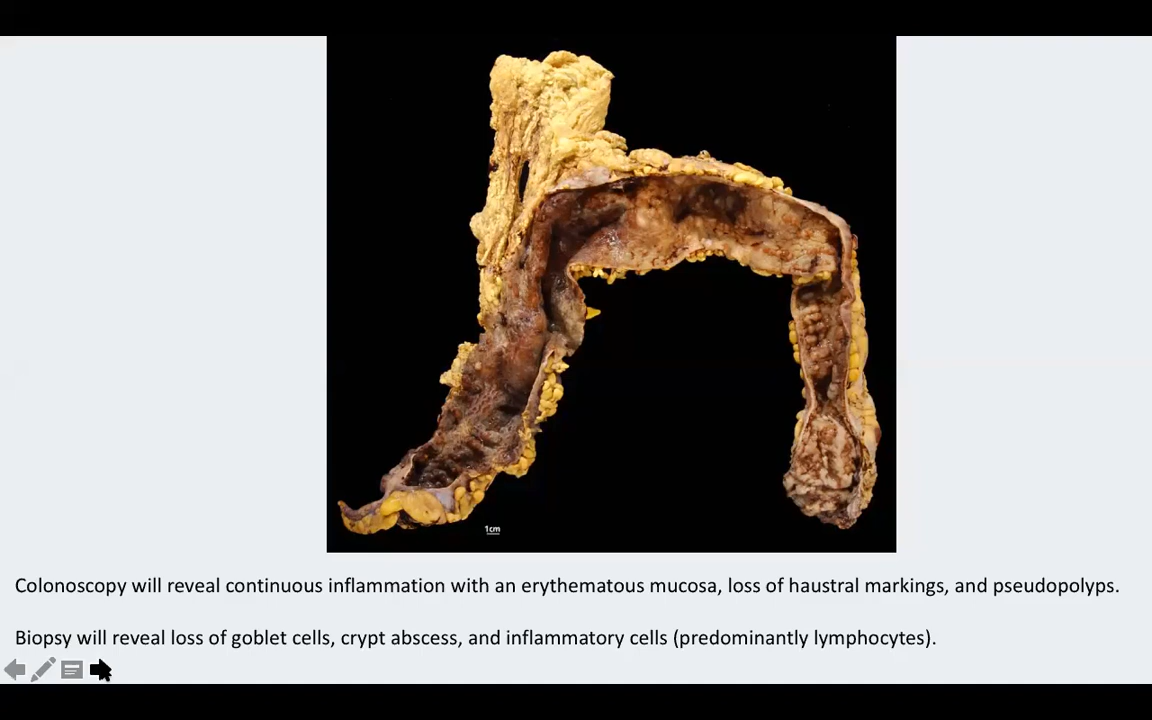 1cm
Colonoscopy will reveal continuous inflammation with an erythematous mucosa, loss of haustral markings, and pseudopolyps.
Biopsy will reveal loss of goblet cells, crypt abscess, and inflammatory cells (predominantly lymphocytes).